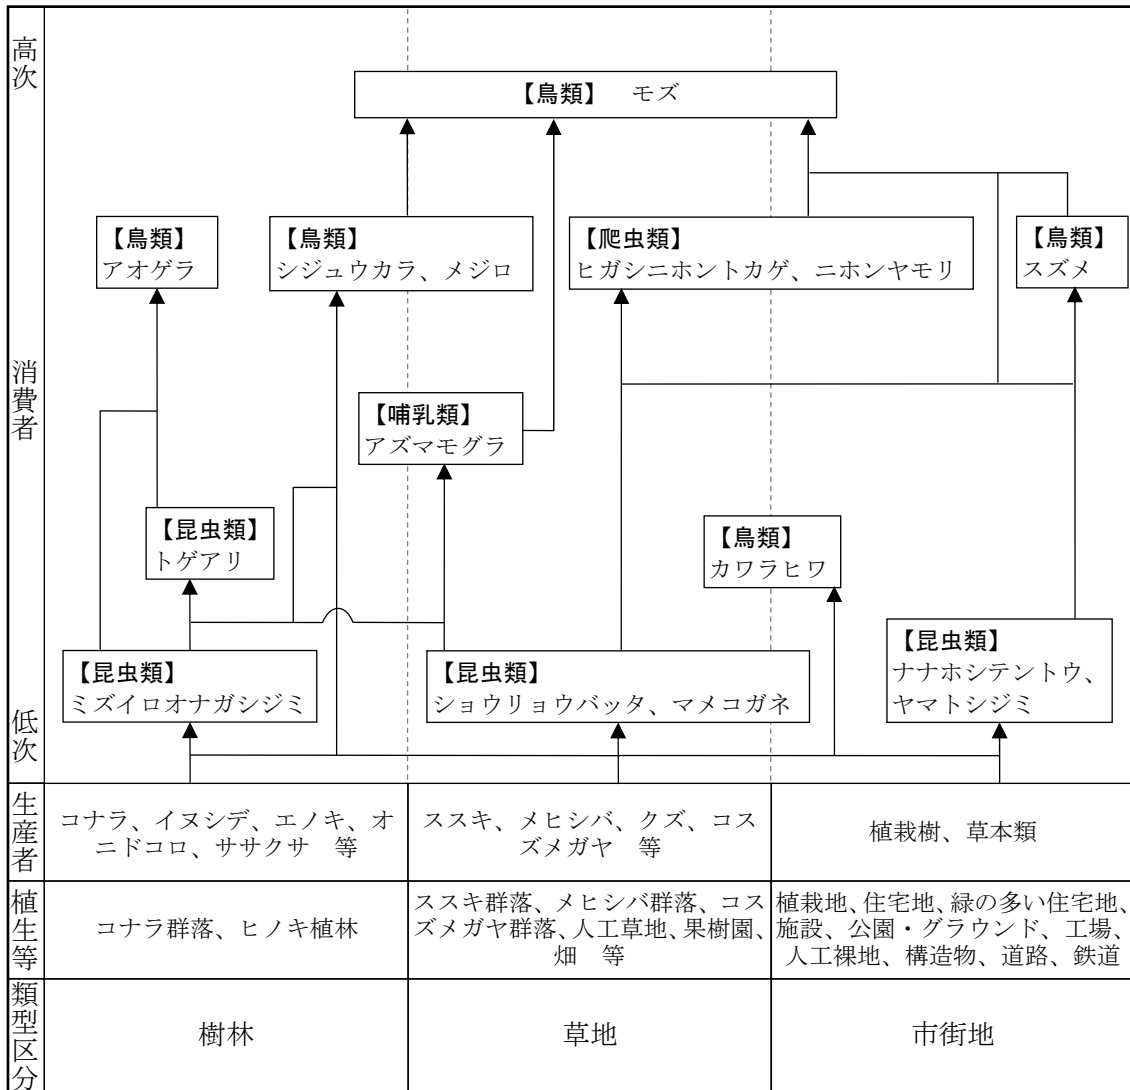 高次
【鳥類】　モズ
【鳥類】
アオゲラ
【鳥類】
シジュウカラ、メジロ
【爬虫類】
ヒガシニホントカゲ、ニホンヤモリ
【鳥類】
スズメ
消費者
【哺乳類】
アズマモグラ
【昆虫類】
トゲアリ
【鳥類】
カワラヒワ
【昆虫類】
ミズイロオナガシジミ
【昆虫類】
ショウリョウバッタ、マメコガネ
【昆虫類】
ナナホシテントウ、
ヤマトシジミ
低次
生産者
コナラ、イヌシデ、エノキ、オ
ニドコロ、ササクサ　等
ススキ、メヒシバ、クズ、コス
ズメガヤ　等
植栽樹、草本類
植生等
コナラ群落、ヒノキ植林
ススキ群落、メヒシバ群落、コス
ズメガヤ群落、人工草地、果樹園、
畑　等
植栽地、住宅地、緑の多い住宅地、
施設、公園・グラウンド、工場、
人工裸地、構造物、道路、鉄道
類型区分
樹林
草地
市街地